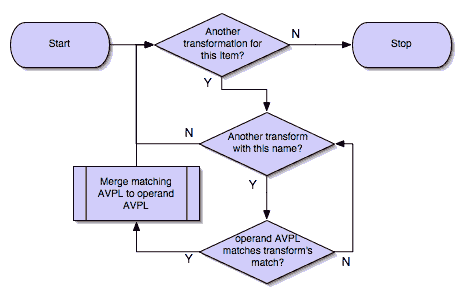 Start
Another
transformation for
this Item?
N
Stop
Y
Another transform
with this name?
N
Y
Merge matching
AVPL to operand
AVPL
operand AVPL
matches transform's
match?
Y
N